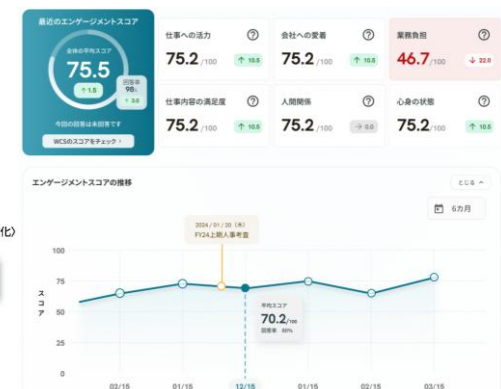 最近のエンゲージメントスコア
全体の平均スコア
75.5
↑ 1.5
回答率
98%
↑ 3.0
今回の回答は未回答です
WCSのスコアをチェック ›
仕事への活力 ?
75.2 /100 ↑ 10.5
会社への愛着 ?
75.2 /100 ↑ 10.5
業務負担 ?
46.7 /100 ↓ 22.0
仕事内容の満足度 ?
75.2 /100 ↑ 10.5
人間関係 ?
75.2 /100 → 0.0
心身の状態 ?
75.2 /100 ↑ 10.5
化〉
エンゲージメントスコアの推移
とじる
6カ月
2024 / 01 / 20（木）
FY24上期人事考査
スコア
100
75
50
25
0
平均スコア
70.2/100
回答率 80%
02/15 01/15 12/15 01/15 02/15 03/15